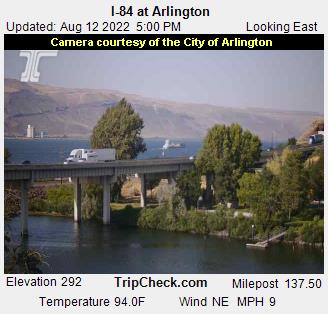 I-84 at Arlington
Updated: Aug 12 2022 5:00 PM Looking East
Camera courtesy of the City of Arlington
Elevation 292 TripCheck.com Milepost 137.50
Temperature 94.0F Wind NE MPH 9